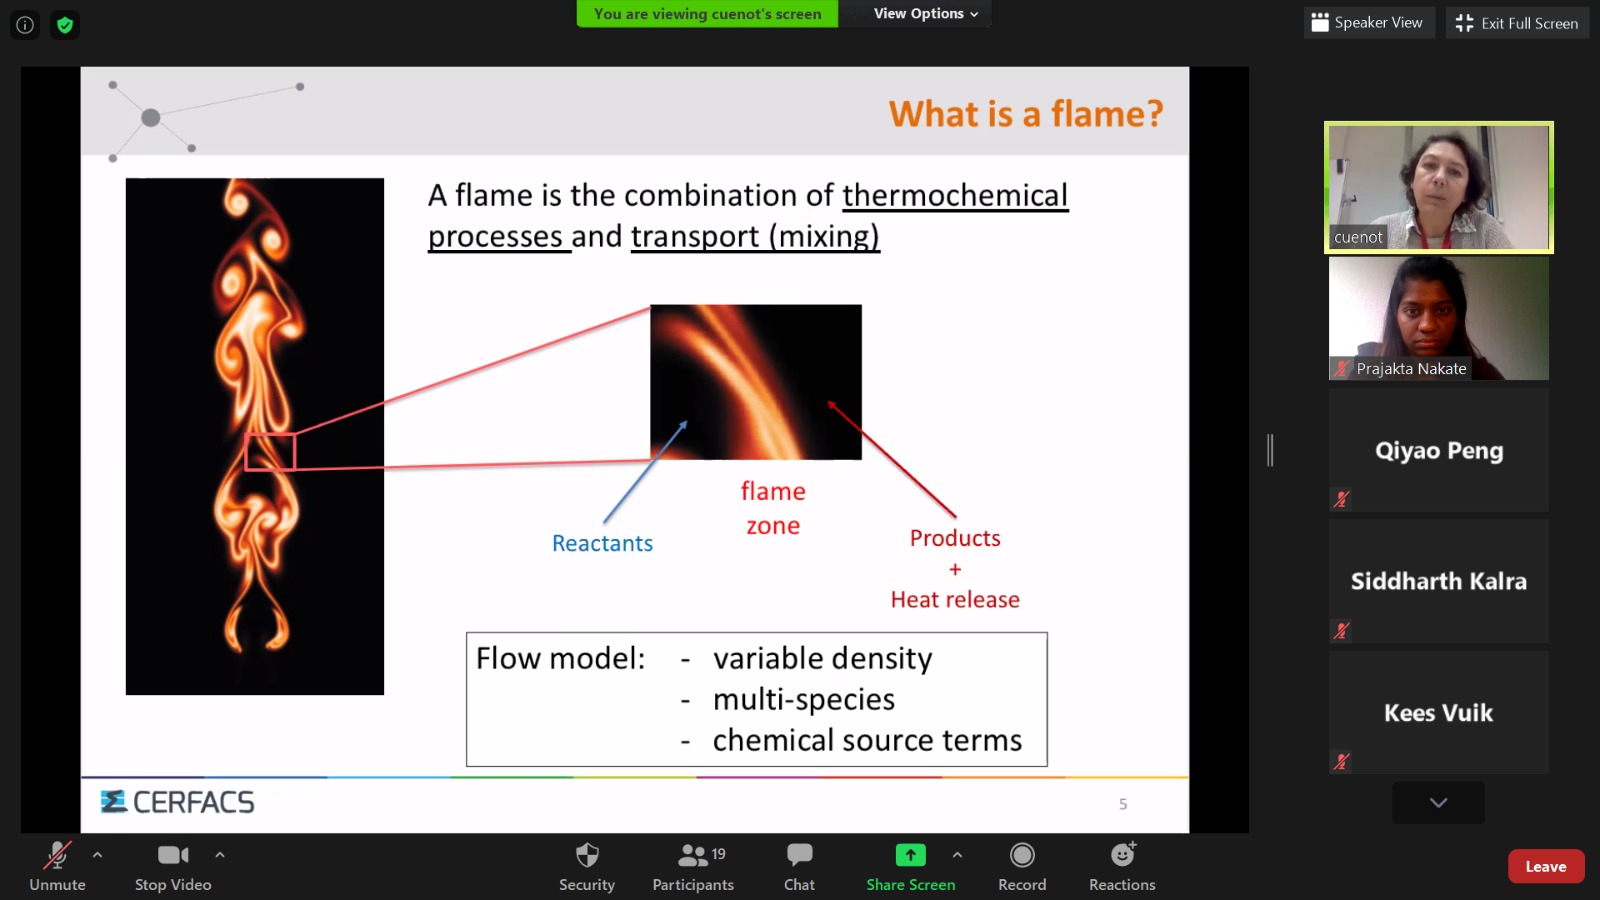 You are viewing cuenot's screen
View Options
Speaker View
Exit Full Screen
What is a flame?
A flame is the combination of thermochemical
processes and transport (mixing)
flame
zone
Reactants
Products
+
Heat release
Flow model: - variable density
- multi-species
- chemical source terms
CERFACS
5
cuenot
Prajakta Nakate
Qiyao Peng
Siddharth Kalra
Kees Vuik
Unmute
Stop Video
Security
19
Participants
Chat
Share Screen
Record
Reactions
Leave